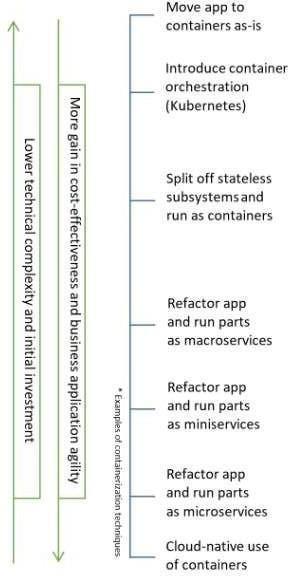 Move app to
containers as-is
Introduce container
orchestration
(Kubernetes)
Split off stateless
subsystems and
run as containers
Refactor app
and run parts
as macroservices
Refactor app
and run parts
as miniservices
Refactor app
and run parts
as microservices
Cloud-native use
of containers
Lower technical complexity and initial investment
More gain in cost-effectiveness and business application agility
* Examples of containerization techniques